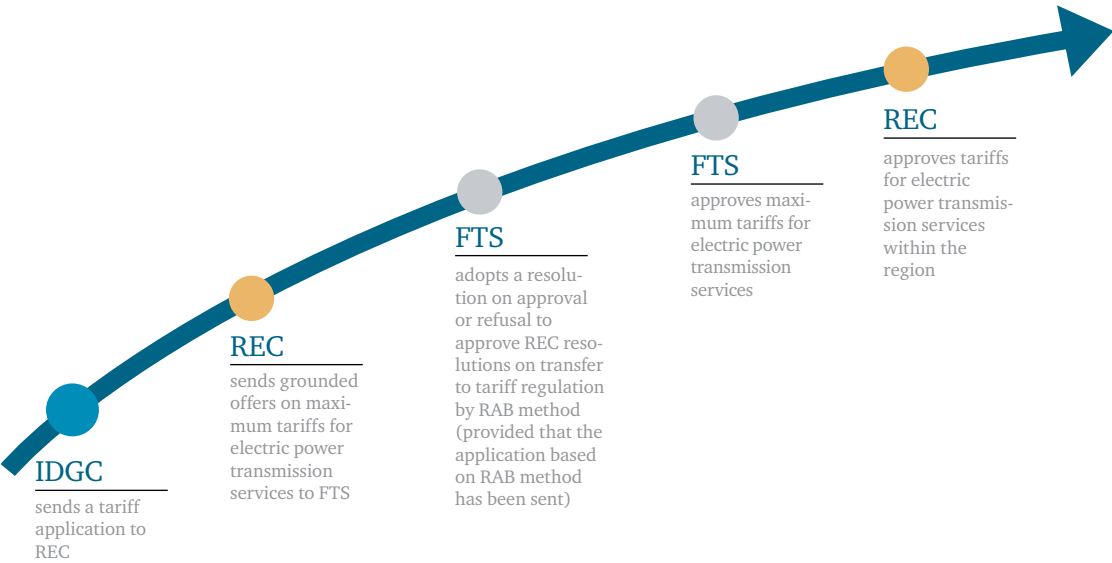 IDGC
sends a tariff
application to
REC
REC
sends grounded
offers on maxi-
mum tariffs for
electric power
transmission
services to FTS
FTS
adopts a resolu-
tion on approval
or refusal to
approve REC reso-
lutions on transfer
to tariff regulation
by RAB method
(provided that the
application based
on RAB method
has been sent)
FTS
approves maxi-
mum tariffs for
electric power
transmission
services
REC
approves tariffs
for electric
power transmis-
sion services
within the
region